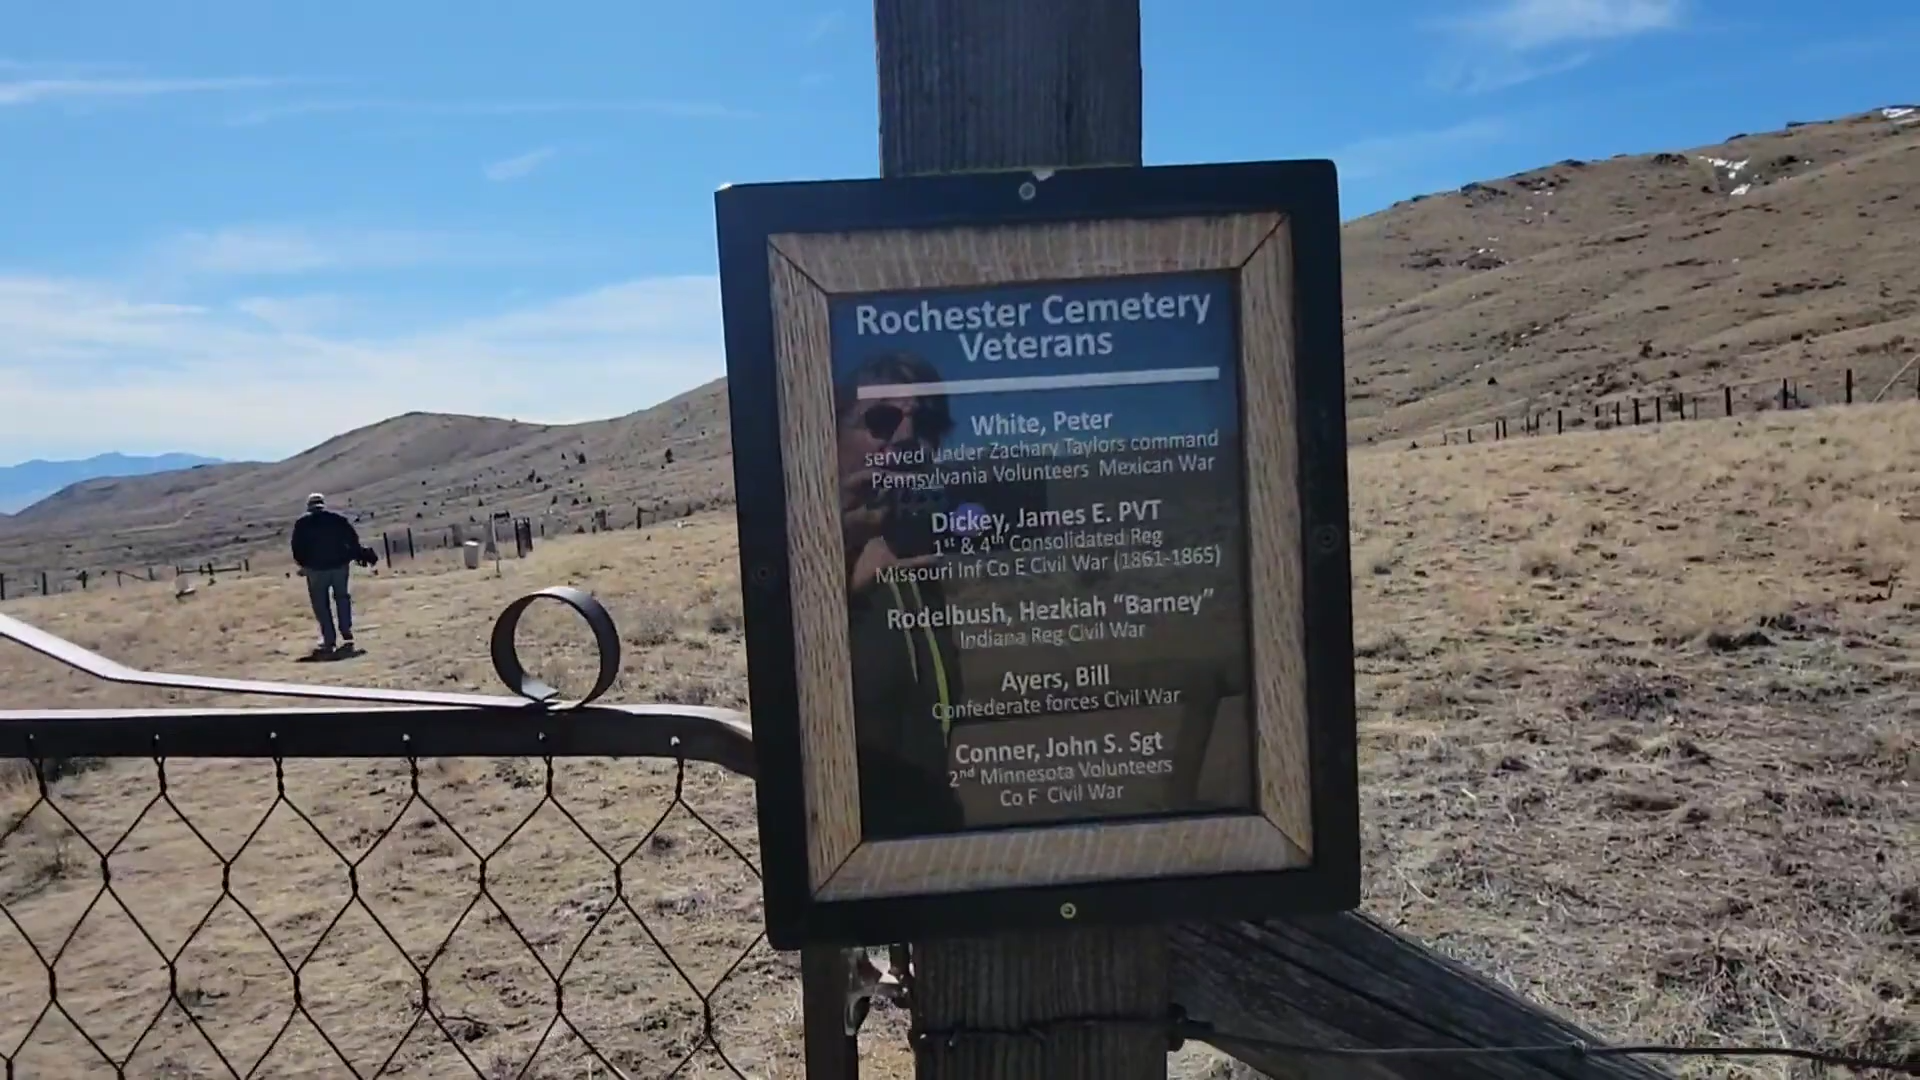 Rochester Cemetery
Veterans
White, Peter
served under Zachary Taylors command
Pennsylvania Volunteers Mexican War
Dickey, James E. PVT
1st & 4th Consolidated Reg
Missouri Inf Co E Civil War (1861-1865)
Rodelbush, Hezkiah "Barney"
Indiana Reg Civil War
Ayers, Bill
Confederate forces Civil War
Conner, John S. Sgt
2nd Minnesota Volunteers
Co F Civil War